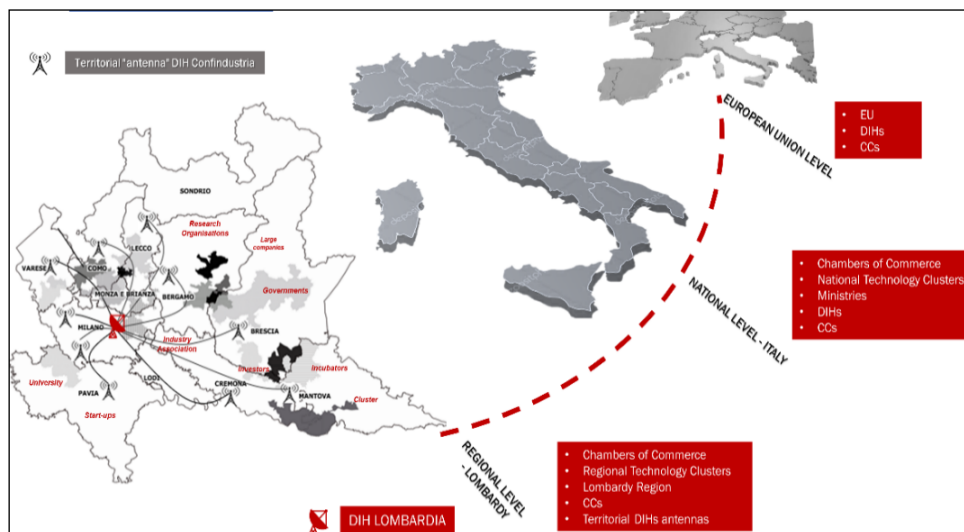 Territorial "antenna" DIH Confindustria
SONDRIO
Research
Organisations
Large
companies
LECCO
VARESE
COMO
MONZA E BRIANZA
BERGAMO
Governments
MILANO
BRESCIA
Industry
Association
University
LODI
Investors
Incubators
PAVIA
CREMONA
MANTOVA
Start-ups
Cluster
DIH LOMBARDIA
EUROPEAN UNION LEVEL
• EU
• DIHs
• CCs
NATIONAL LEVEL - ITALY
• Chambers of Commerce
• National Technology Clusters
• Ministries
• DIHs
• CCs
REGIONAL LEVEL
- LOMBARDY
• Chambers of Commerce
• Regional Technology Clusters
• Lombardy Region
• CCs
• Territorial DIHs antennas